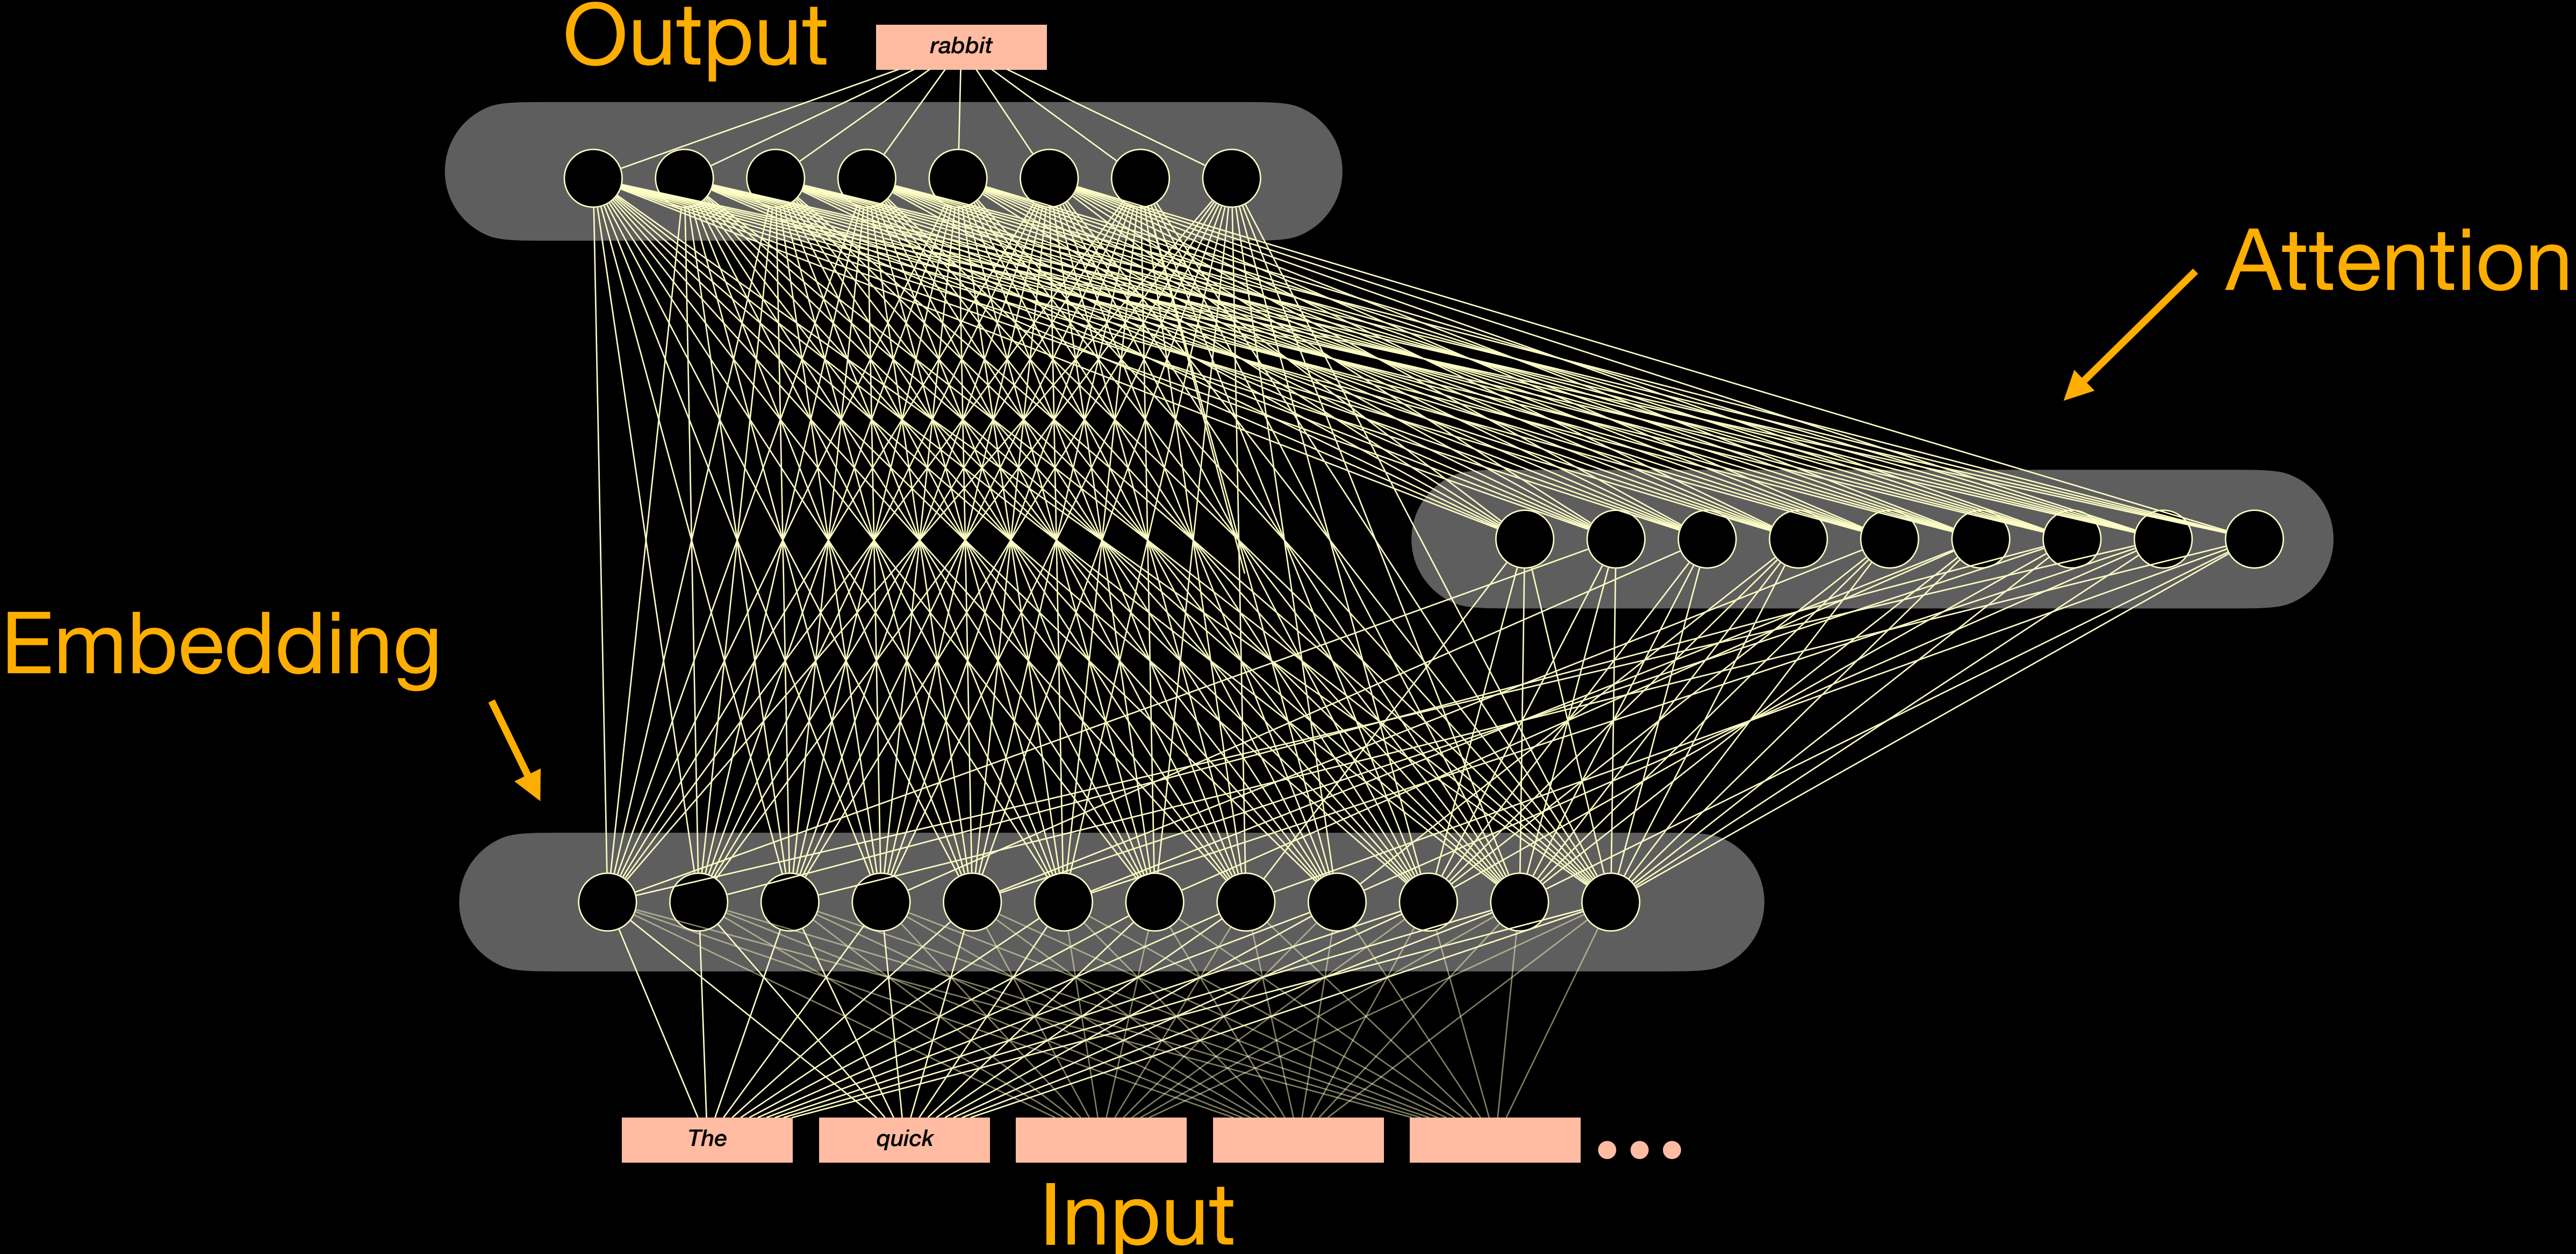 Output
rabbit
Attention
Embedding
The
quick
Input